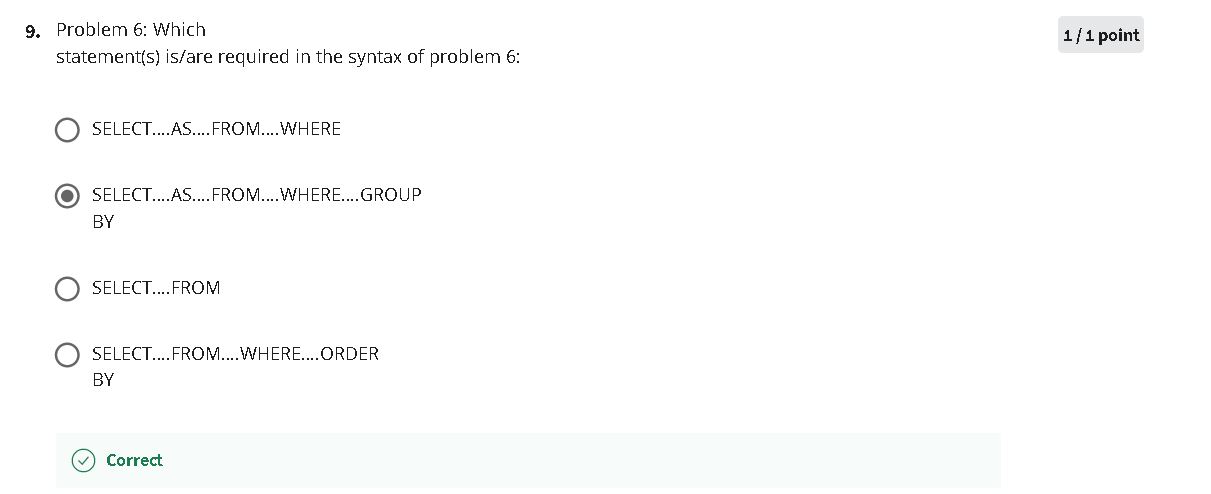 9. Problem 6: Which
1 / 1 point
statement(s) is/are required in the syntax of problem 6:
SELECT....AS....FROM....WHERE
SELECT....AS....FROM....WHERE....GROUP
BY
SELECT....FROM
SELECT....FROM....WHERE....ORDER
BY
Correct